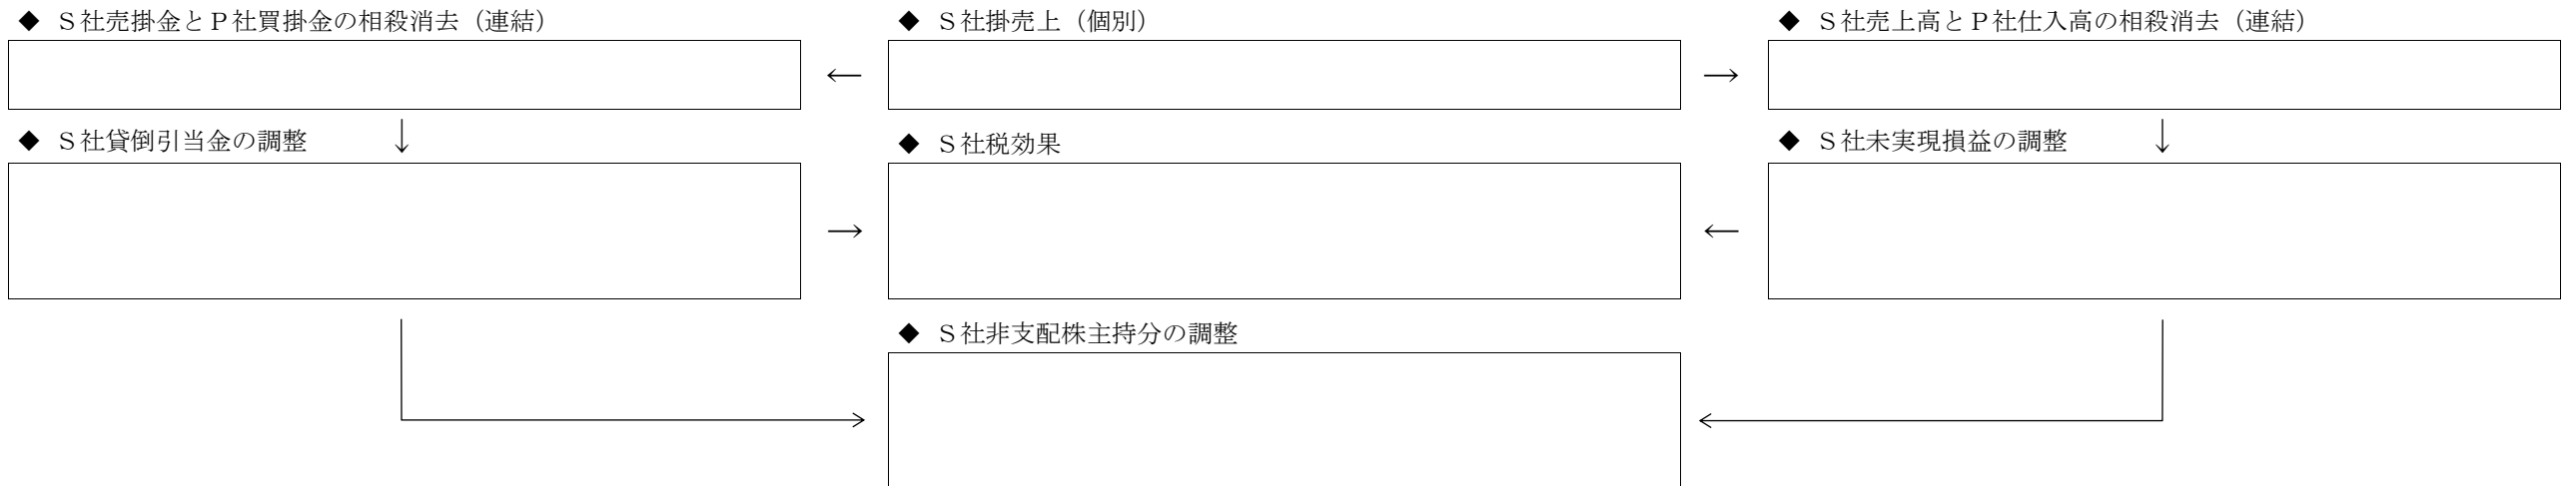 ◆ S社売掛金とP社買掛金の相殺消去（連結）
◆ S社掛売上（個別）
◆ S社売上高とP社仕入高の相殺消去（連結）
← →
◆ S社貸倒引当金の調整 ↓
◆ S社税効果
◆ S社未実現損益の調整 ↓
→ ←
◆ S社非支配株主持分の調整